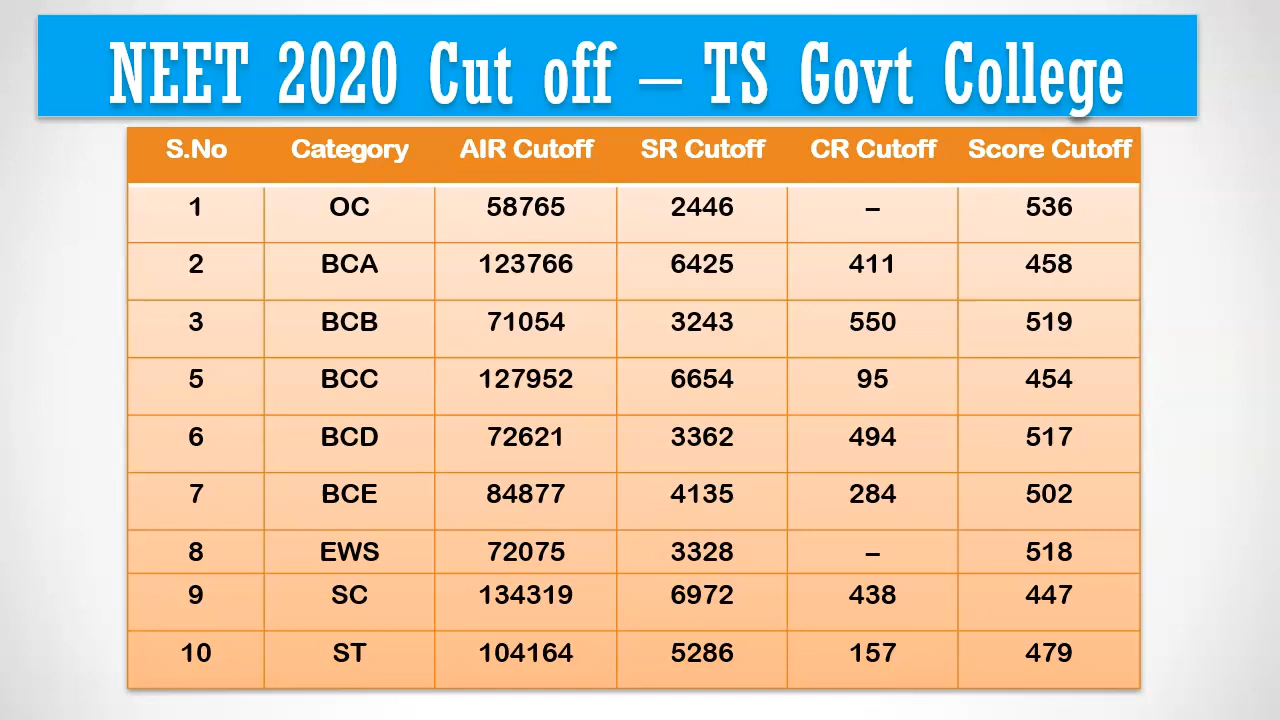 NEET 2020 Cut off – TS Govt College
S.No Category AIR Cutoff SR Cutoff CR Cutoff Score Cutoff
1 OC 58765 2446 – 536
2 BCA 123766 6425 411 458
3 BCB 71054 3243 550 519
5 BCC 127952 6654 95 454
6 BCD 72621 3362 494 517
7 BCE 84877 4135 284 502
8 EWS 72075 3328 – 518
9 SC 134319 6972 438 447
10 ST 104164 5286 157 479